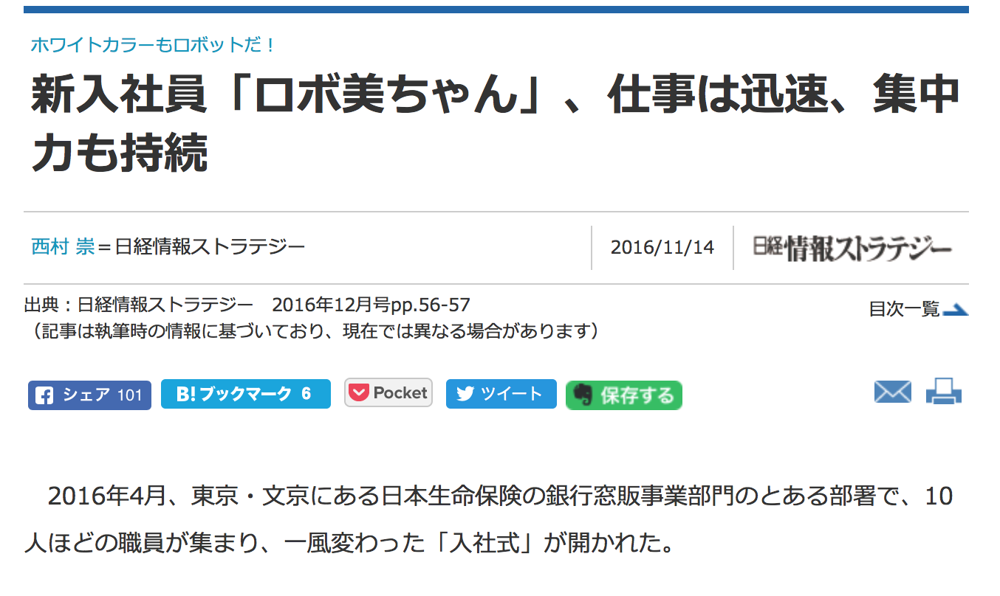 ホワイトカラーもロボットだ！
新入社員「ロボ美ちゃん」、仕事は迅速、集中
力も持続
西村 崇＝日経情報ストラテジー
2016/11/14
日経情報ストラテジー
出典：日経情報ストラテジー　2016年12月号pp.56-57
目次一覧
（記事は執筆時の情報に基づいており、現在では異なる場合があります）
シェア 101
B!ブックマーク 6
Pocket
ツイート
保存する
　2016年4月、東京・文京にある日本生命保険の銀行窓販事業部門のとある部署で、10
人ほどの職員が集まり、一風変わった「入社式」が開かれた。